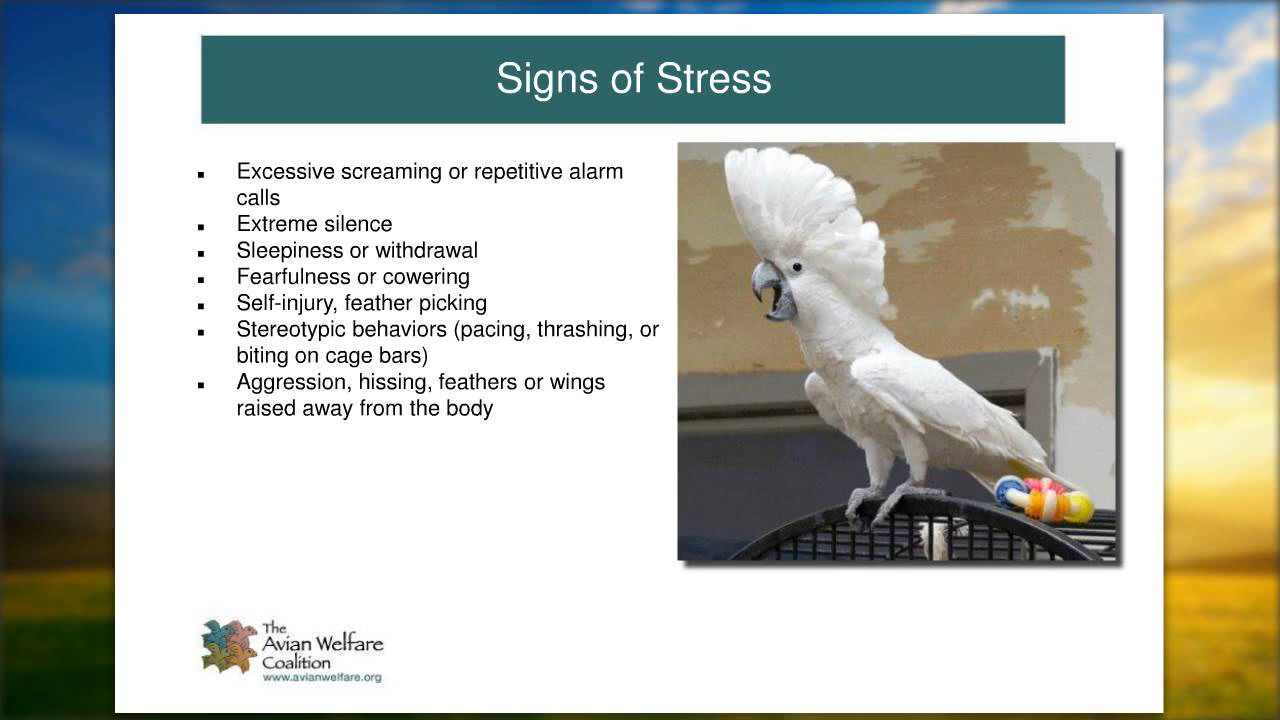 Signs of Stress
Excessive screaming or repetitive alarm
calls
Extreme silence
Sleepiness or withdrawal
Fearfulness or cowering
Self-injury, feather picking
Stereotypic behaviors (pacing, thrashing, or
biting on cage bars)
Aggression, hissing, feathers or wings
raised away from the body
The
Avian Welfare
Coalition
www.avianwelfare.org